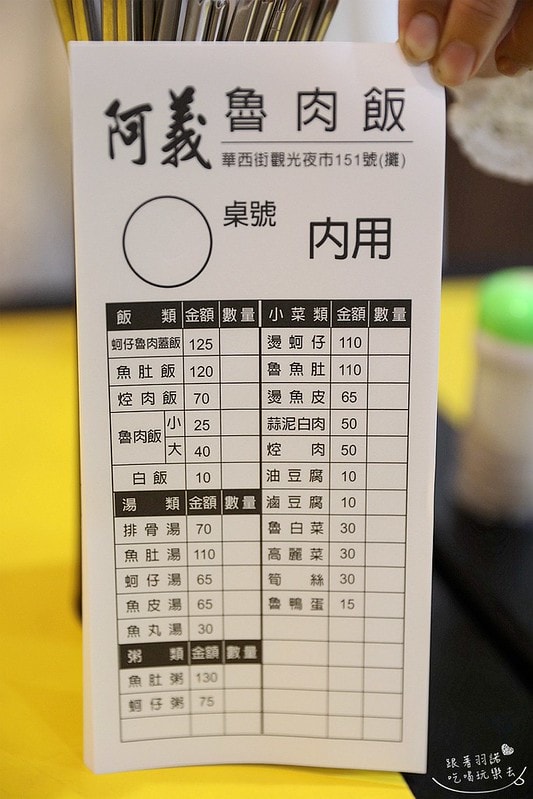 阿義 魯肉飯
華西街觀光夜市151號(攤)
桌號
內用
飯類 金額 數量
蚵仔魯肉蓋飯 125
魚肚飯 120
焢肉飯 70
魯肉飯 小 25
大 40
白飯 10
湯類 金額 數量
排骨湯 70
魚肚湯 110
蚵仔湯 65
魚皮湯 65
魚丸湯 30
粥類 金額 數量
魚肚粥 130
蚵仔粥 75
小菜類 金額 數量
燙蚵仔 110
魯魚肚 110
燙魚皮 65
蒜泥白肉 50
焢肉 50
油豆腐 10
滷豆腐 10
魯白菜 30
高麗菜 30
筍絲 30
魯鴨蛋 15
跟著羽諾
吃喝玩樂去